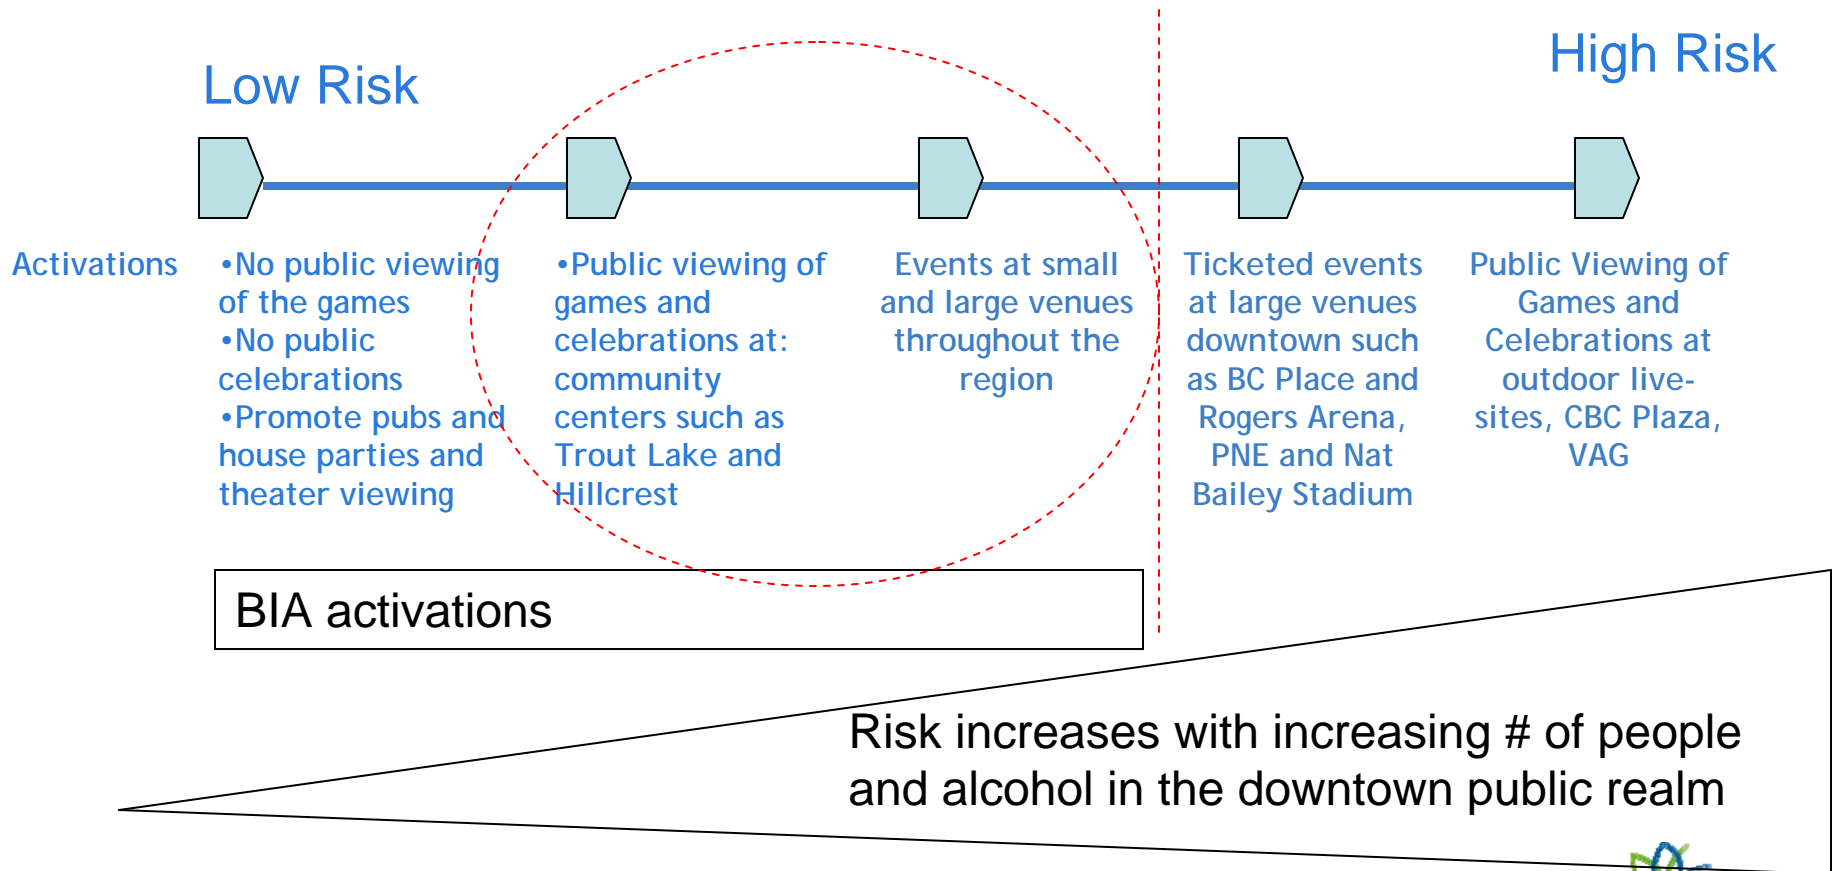 Low Risk
High Risk
Activations
•No public viewing
of the games
•No public
celebrations
•Promote pubs and
house parties and
theater viewing
•Public viewing of
games and
celebrations at:
community
centers such as
Trout Lake and
Hillcrest
Events at small
and large venues
throughout the
region
Ticketed events
at large venues
downtown such
as BC Place and
Rogers Arena,
PNE and Nat
Bailey Stadium
Public Viewing of
Games and
Celebrations at
outdoor live-
sites, CBC Plaza,
VAG
BIA activations
Risk increases with increasing # of people
and alcohol in the downtown public realm